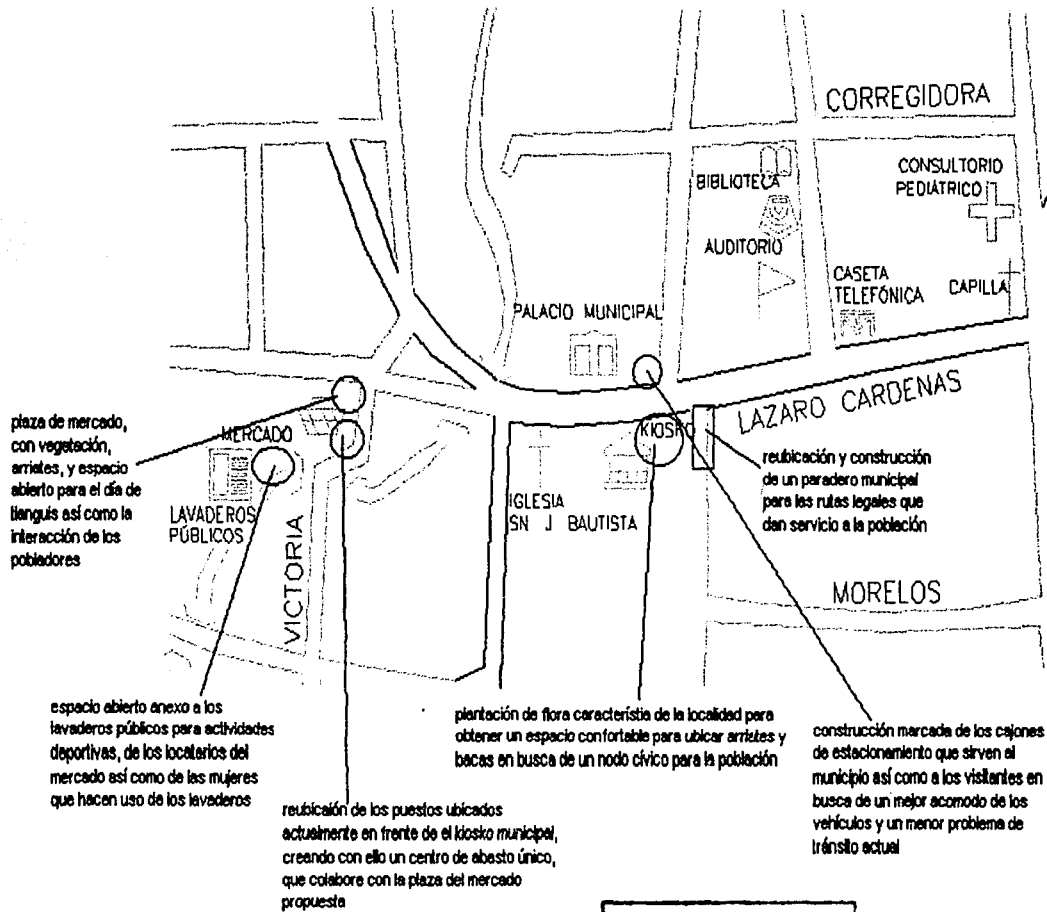 CORREGIDORA
BIBLIOTECA
CONSULTORIO
PEDIÁTRICO
AUDITORIO
CASETA
TELEFÓNICA
CAPILLA
PALACIO MUNICIPAL
LAZARO CARDENAS
KIOSKO
MERCADO
LAVADEROS
PÚBLICOS
VICTORIA
IGLESIA
SN J BAUTISTA
MORELOS
plaza de mercado,
con vegetación,
arriates, y espacio
abierto para el día de
tianguis así como la
interacción de los
pobladores
reubicación y construcción
de un paradero municipal
para las rutas legales que
dan servicio a la población
espacio abierto anexo a los
lavaderos públicos para actividades
deportivas, de los locatarios del
mercado así como de las mujeres
que hacen uso de los lavaderos
reubicaión de los puestos ubicados
actualmente en frente de el kiosko municipal,
creando con ello un centro de abasto único,
que colabore con la plaza del mercado
propuesta
plantación de flora característia de la localidad para
obtener un espacio confortable para ubicar arriates y
bacas en busca de un nodo cívico para la población
construcción marcada de los cajones
de estacionamiento que sirven al
municipio así como a los visitantes en
busca de un mejor acomodo de los
vehículos y un menor problema de
tránsito actual